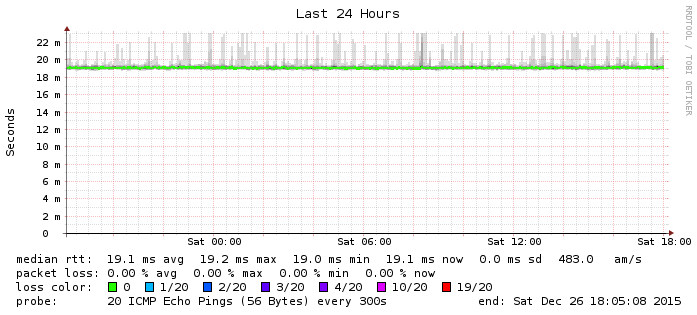 Last 24 Hours
RRDTOOL / TOBI OETIKER
Seconds
22 m
20 m
18 m
16 m
14 m
12 m
10 m
8 m
6 m
4 m
2 m
0
Sat 00:00 Sat 06:00 Sat 12:00 Sat 18:00
median rtt: 19.1 ms avg 19.2 ms max 19.0 ms min 19.1 ms now 0.0 ms sd 483.0 am/s
packet loss: 0.00 % avg 0.00 % max 0.00 % min 0.00 % now
loss color: 0 1/20 2/20 3/20 4/20 10/20 19/20
probe: 20 ICMP Echo Pings (56 Bytes) every 300s end: Sat Dec 26 18:05:08 2015